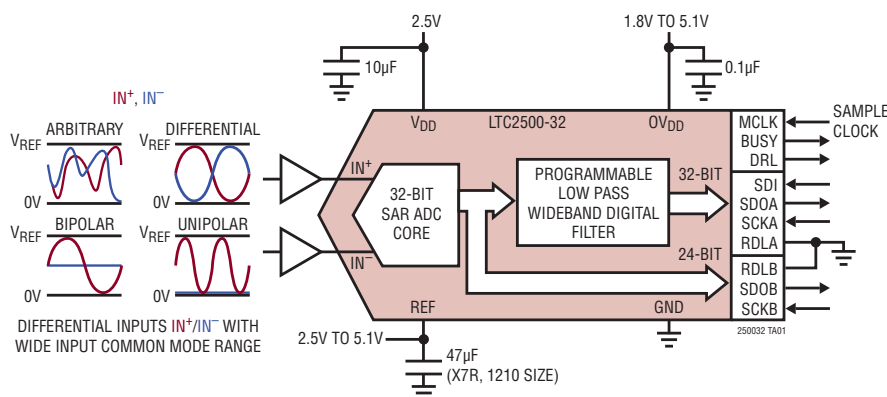 2.5V
1.8V TO 5.1V
10µF
0.1µF
IN+, IN−
ARBITRARY
DIFFERENTIAL
VREF
0V
VREF
0V
BIPOLAR
UNIPOLAR
VREF
0V
VREF
0V
DIFFERENTIAL INPUTS IN+/IN− WITH
WIDE INPUT COMMON MODE RANGE
VDD
LTC2500-32
OVDD
IN+
IN−
32-BIT
SAR ADC
CORE
PROGRAMMABLE
LOW PASS
WIDEBAND DIGITAL
FILTER
32-BIT
24-BIT
REF
GND
MCLK
BUSY
DRL
SDI
SDOA
SCKA
RDLA
RDLB
SDOB
SCKB
SAMPLE
CLOCK
250032 TA01
2.5V TO 5.1V
47µF
(X7R, 1210 SIZE)